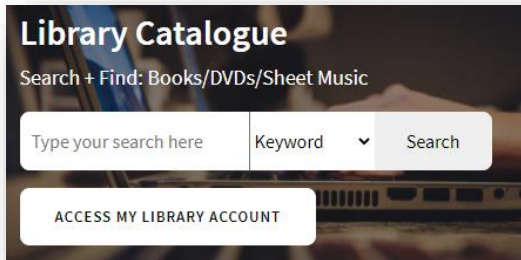 Library Catalogue
Search + Find: Books/DVDs/Sheet Music
Type your search here Keyword Search
ACCESS MY LIBRARY ACCOUNT